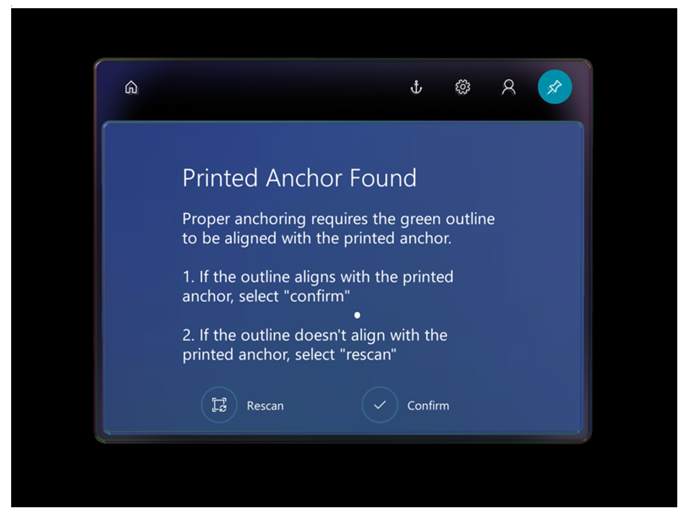 Printed Anchor Found
Proper anchoring requires the green outline
to be aligned with the printed anchor.
1. If the outline aligns with the printed
anchor, select "confirm"
2. If the outline doesn't align with the
printed anchor, select "rescan"
Rescan
Confirm